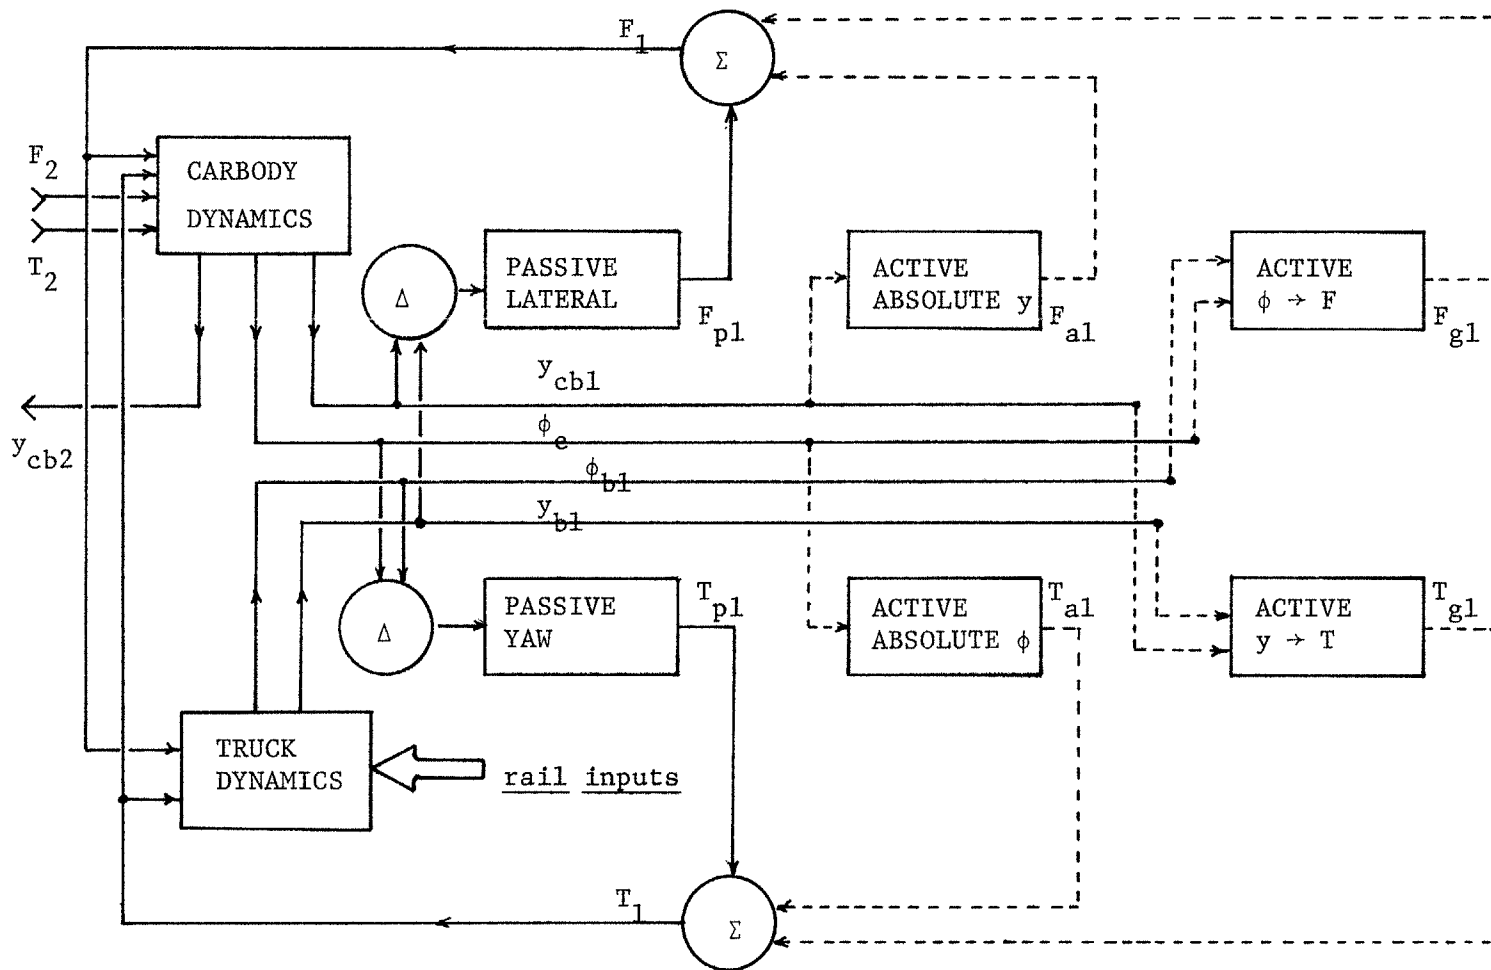 F1
Σ
F2
CARBODY
DYNAMICS
T2
Δ
PASSIVE
LATERAL
Fp1
ACTIVE
ABSOLUTE y
Fa1
ACTIVE
ϕ → F
Fg1
ycb1
ycb2
ϕc
ϕb1
yb1
Δ
PASSIVE
YAW
Tp1
ACTIVE
ABSOLUTE ϕ
Ta1
ACTIVE
y → T
Tg1
TRUCK
DYNAMICS
rail inputs
T1
Σ